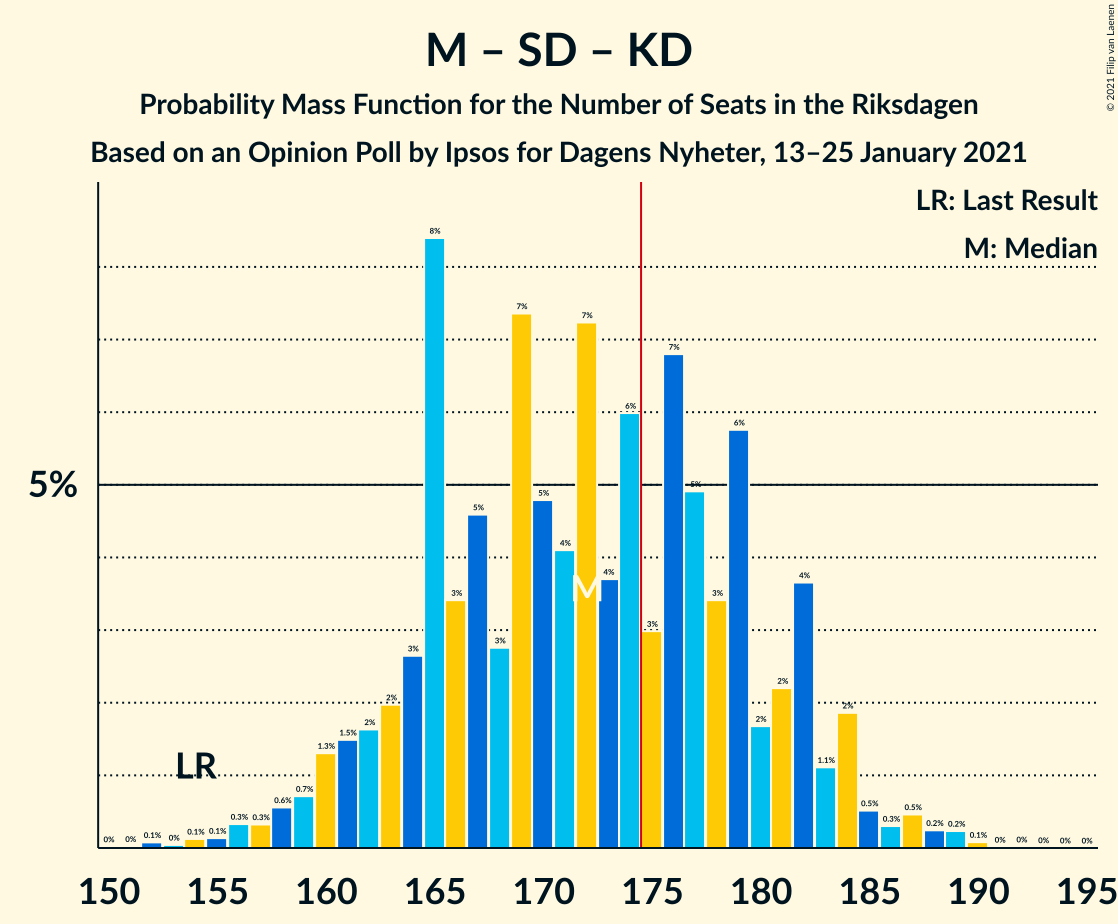 M – SD – KD
Probability Mass Function for the Number of Seats in the Riksdagen
Based on an Opinion Poll by Ipsos for Dagens Nyheter, 13–25 January 2021
© 2021 Filip van Laenen
LR: Last Result
M: Median
5%
LR
M
0% 0% 0.1% 0% 0.1% 0.1% 0.3% 0.3% 0.6% 0.7% 1.3% 1.5% 2% 2% 3% 8% 3% 5% 3% 7% 5% 4% 7% 4% 6% 3% 7% 5% 3% 6% 2% 2% 4% 1.1% 2% 0.5% 0.3% 0.5% 0.2% 0.2% 0.1% 0% 0% 0% 0% 0%
150 155 160 165 170 175 180 185 190 195